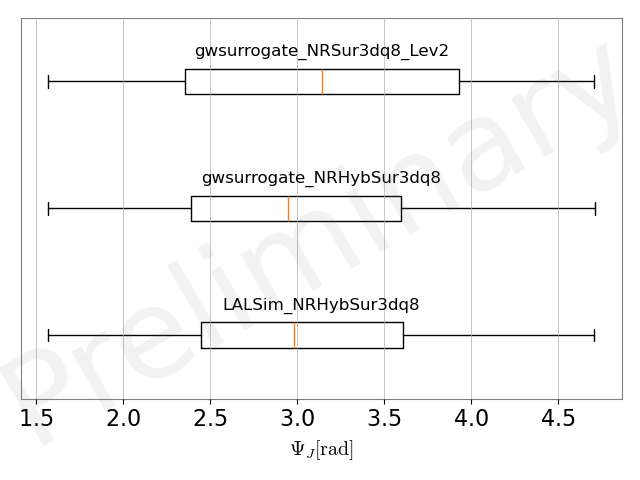 gwsurrogate_NRSur3dq8_Lev2
gwsurrogate_NRHybSur3dq8
LALSim_NRHybSur3dq8
Preliminary
1.5 2.0 2.5 3.0 3.5 4.0 4.5
Ψ_J[rad]